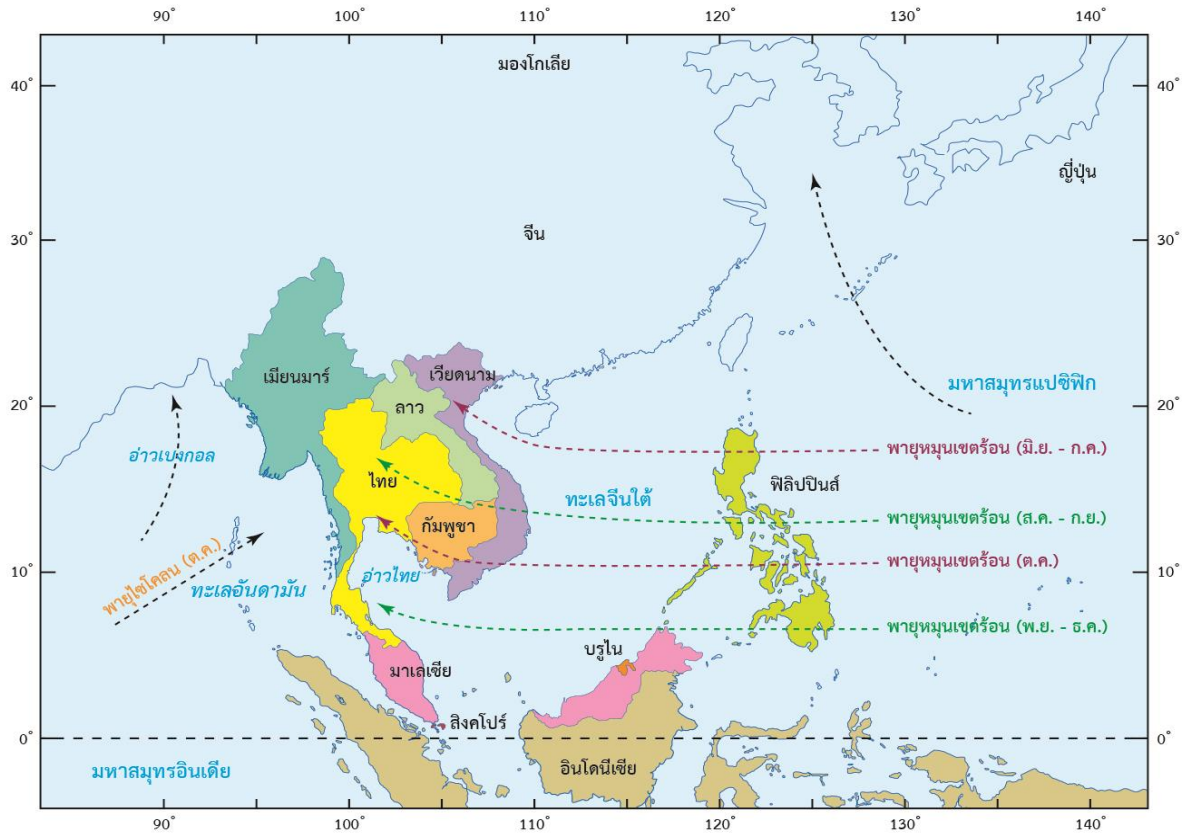 90° 100° 110° 120° 130° 140°
มองโกเลีย
40° 40°
ญี่ปุ่น
จีน
30° 30°
เมียนมาร์
เวียดนาม
มหาสมุทรแปซิฟิก
ลาว
20° 20°
อ่าวเบงกอล
พายุหมุนเขตร้อน (มิ.ย. - ก.ค.)
ไทย
ทะเลจีนใต้
ฟิลิปปินส์
พายุหมุนเขตร้อน (ส.ค. - ก.ย.)
กัมพูชา
พายุไซโคลน (ต.ค.)
พายุหมุนเขตร้อน (ต.ค.)
10° 10°
ทะเลอันดามัน
อ่าวไทย
พายุหมุนเขตร้อน (พ.ย. - ธ.ค.)
บรูไน
มาเลเซีย
สิงคโปร์
0° 0°
มหาสมุทรอินเดีย
อินโดนีเซีย
90° 100° 110° 120° 130° 140°